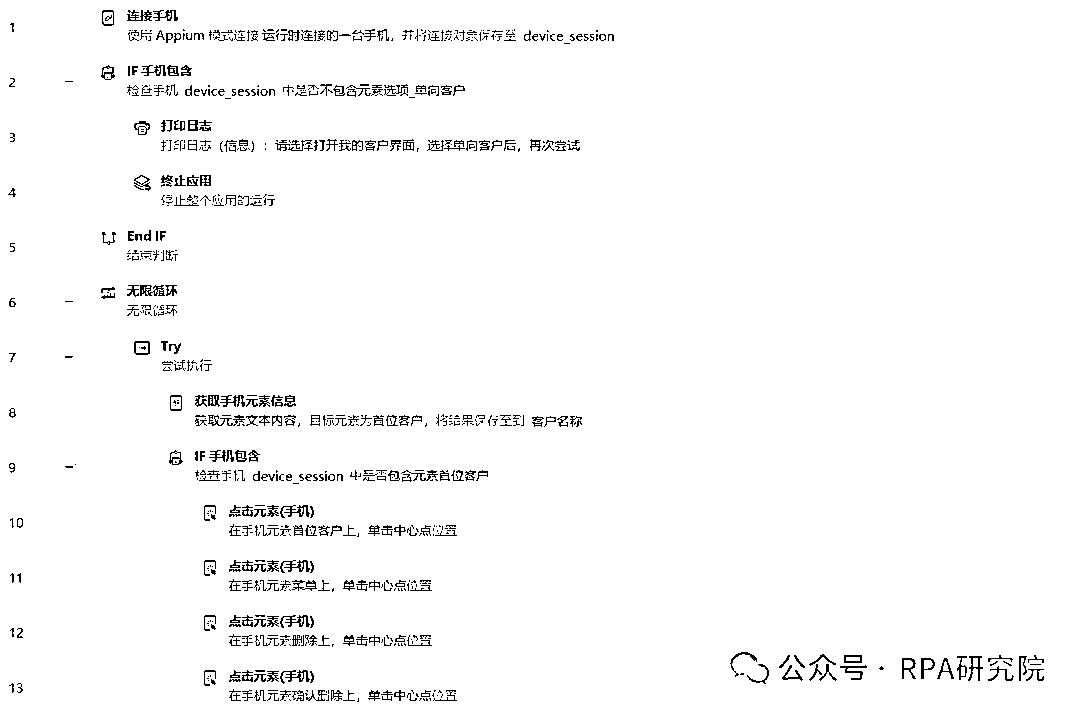 1
连接手机
使用 Appium 模式连接 运行时连接的一台手机，并将连接对象保存至 device_session
2
IF 手机包含
检查手机 device_session 中是否不包含元素选项_单向客户
3
打印日志
打印日志（信息）：请选择打开我的客户界面，选择单向客户后，再次尝试
4
终止应用
停止整个应用的运行
5
End IF
结束判断
6
无限循环
无限循环
7
Try
尝试执行
8
获取手机元素信息
获取元素文本内容，目标元素为首位客户，将结果保存至到 客户名称
9
IF 手机包含
检查手机 device_session 中是否包含元素首位客户
10
点击元素(手机)
在手机元素首位客户上，单击中心点位置
11
点击元素(手机)
在手机元素菜单上，单击中心点位置
12
点击元素(手机)
在手机元素删除上，单击中心点位置
13
点击元素(手机)
在手机元素确认删除上，单击中心点位置
公众号 · RPA研究院